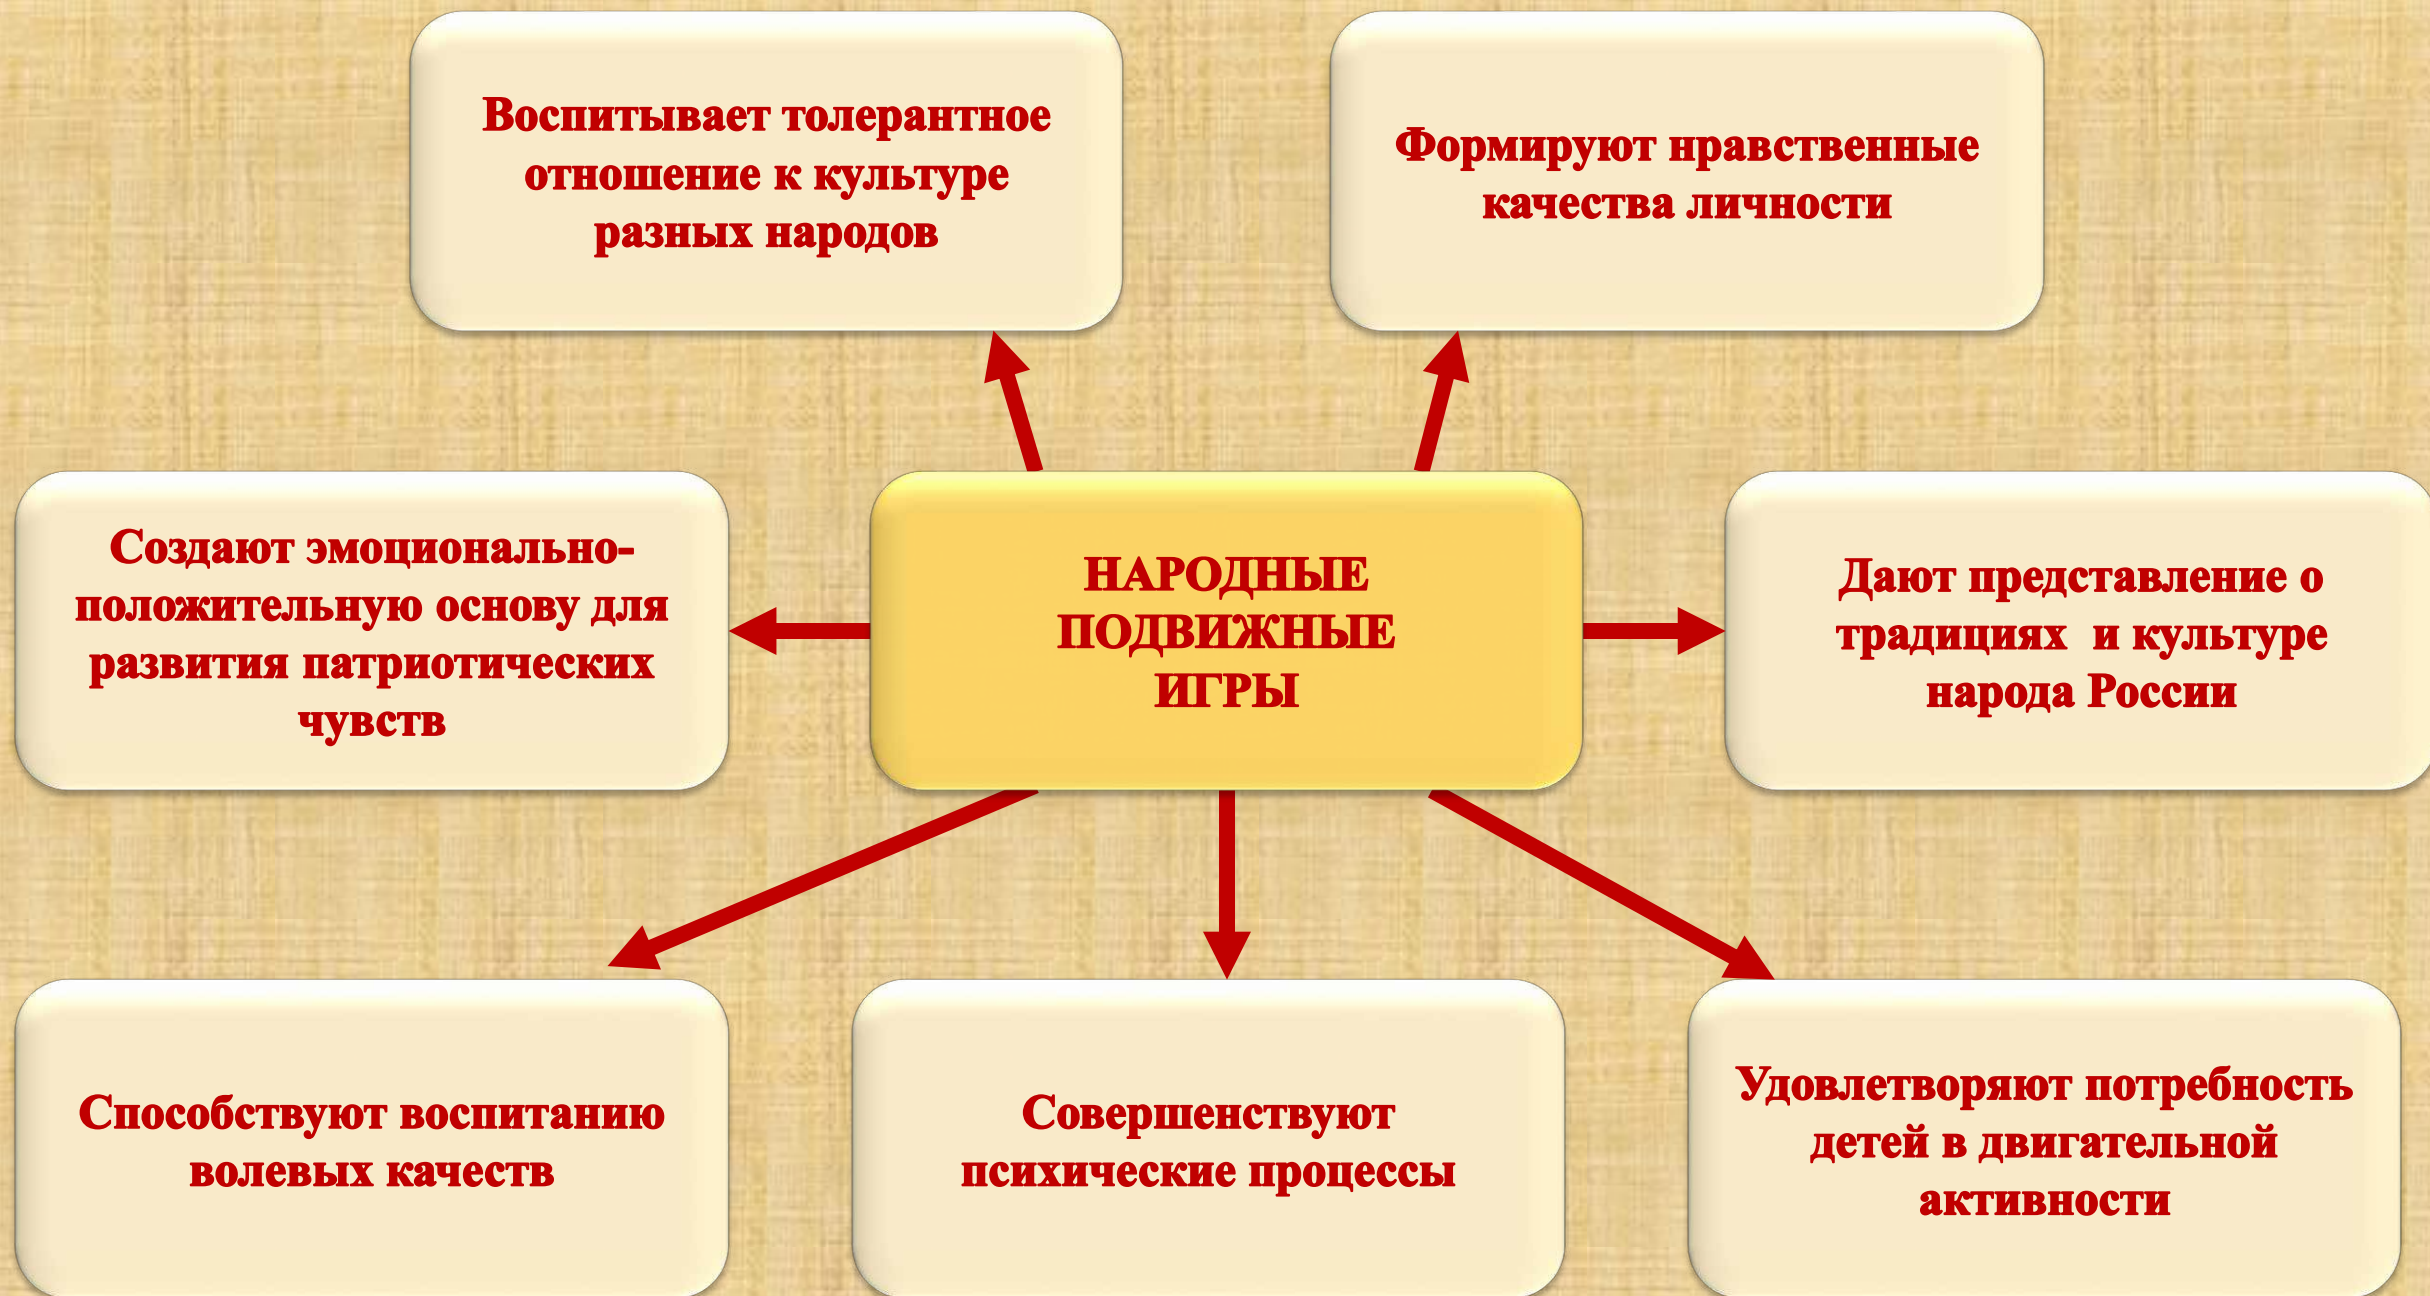 Воспитывает толерантное
отношение к культуре
разных народов
Формируют нравственные
качества личности
Создают эмоционально-
положительную основу для
развития патриотических
чувств
НАРОДНЫЕ
ПОДВИЖНЫЕ
ИГРЫ
Дают представление о
традициях  и культуре
народа России
Способствуют воспитанию
волевых качеств
Совершенствуют
психические процессы
Удовлетворяют потребность
детей в двигательной
активности